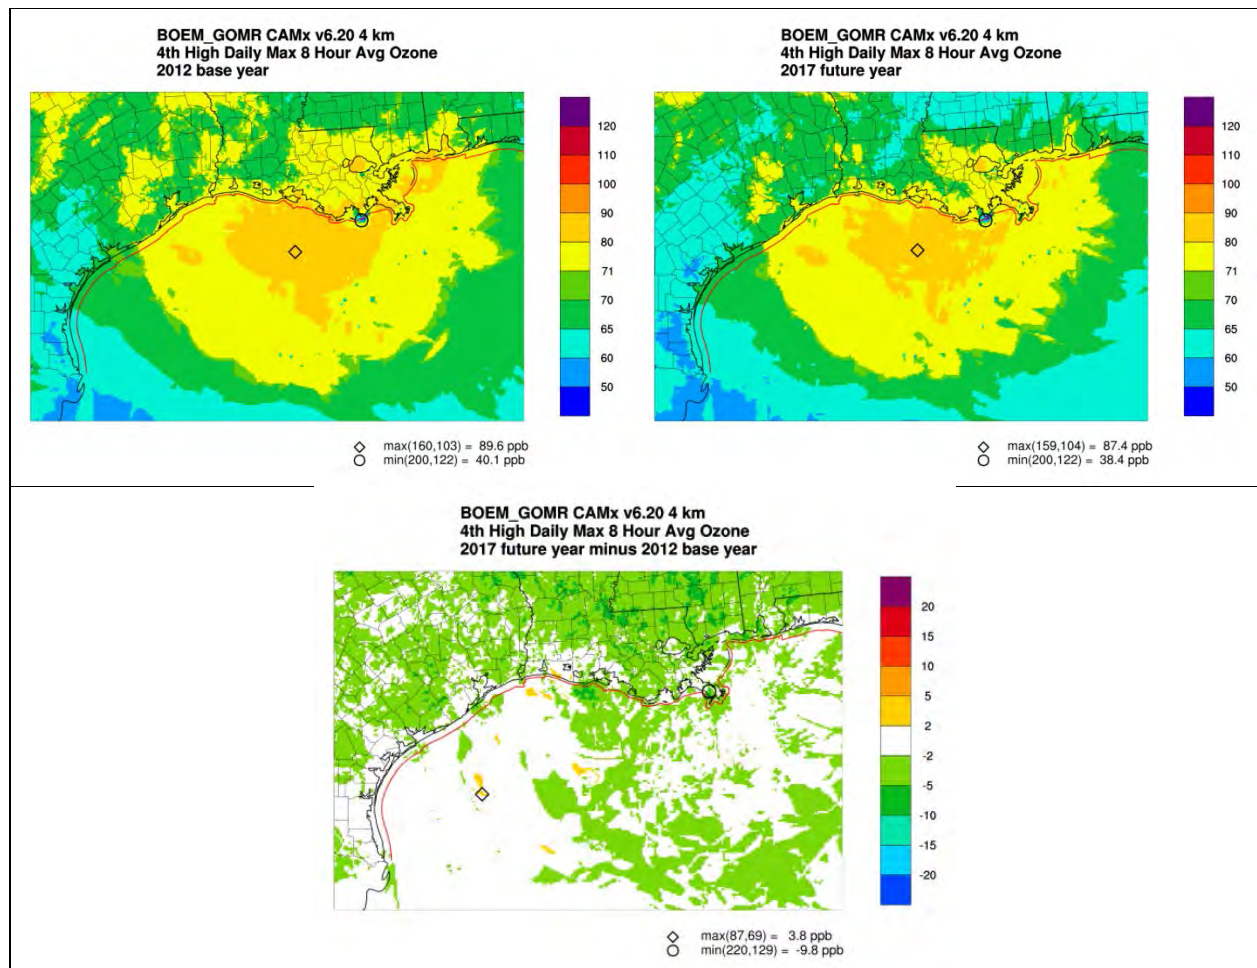 BOEM_GOMR CAMx v6.20 4 km
4th High Daily Max 8 Hour Avg Ozone
2012 base year
120
110
100
90
80
71
70
65
60
50
max(160,103) = 89.6 ppb
min(200,122) = 40.1 ppb
BOEM_GOMR CAMx v6.20 4 km
4th High Daily Max 8 Hour Avg Ozone
2017 future year
120
110
100
90
80
71
70
65
60
50
max(159,104) = 87.4 ppb
min(200,122) = 38.4 ppb
BOEM_GOMR CAMx v6.20 4 km
4th High Daily Max 8 Hour Avg Ozone
2017 future year minus 2012 base year
20
15
10
5
2
-2
-5
-10
-15
-20
max(87,69) = 3.8 ppb
min(220,129) = -9.8 ppb